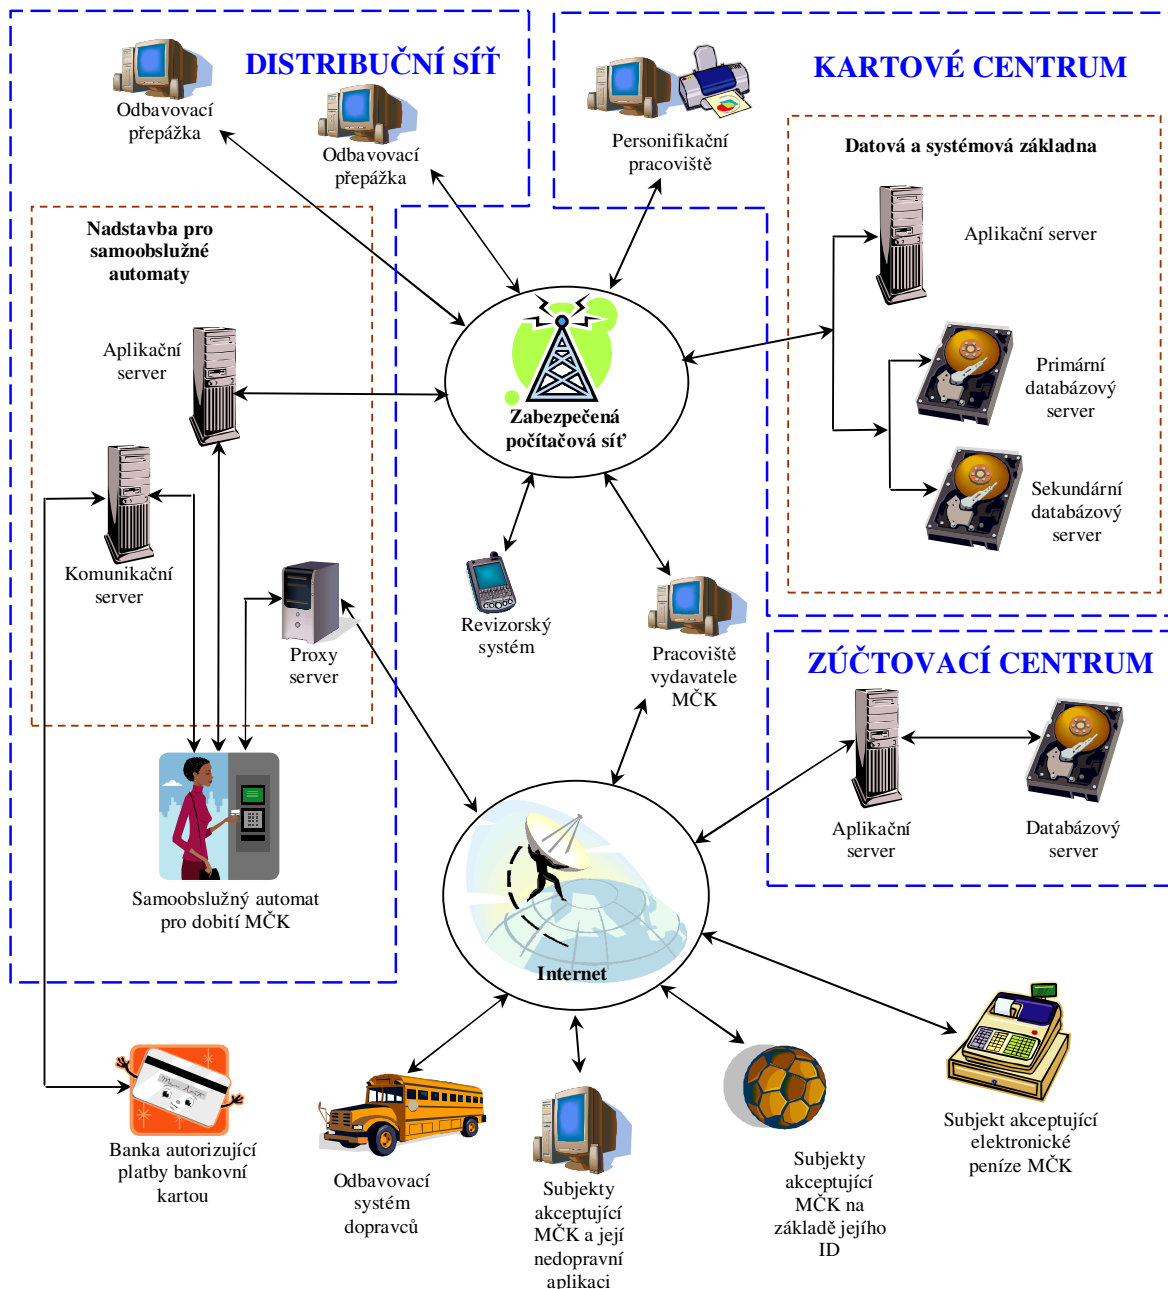 DISTRIBUČNÍ SÍŤ
KARTOVÉ CENTRUM
Odbavovací
přepážka
Odbavovací
přepážka
Personifikační
pracoviště
Datová a systémová základna
Aplikační server
Primární
databázový
server
Sekundární
databázový
server
Nadstavba pro
samoobslužné
automaty
Aplikační
server
Komunikační
server
Proxy
server
Zabezpečená
počítačová síť
Revizorský
systém
Pracoviště
vydavatele
MČK
ZÚČTOVACÍ CENTRUM
Aplikační
server
Databázový
server
Samoobslužný automat
pro dobití MČK
Internet
Banka autorizující
platby bankovní
kartou
Odbavovací
systém
dopravců
Subjekty
akceptující
MČK a její
nedopravní
aplikaci
Subjekty
akceptující
MČK na
základě jejího
ID
Subjekt akceptující
elektronické
peníze MČK